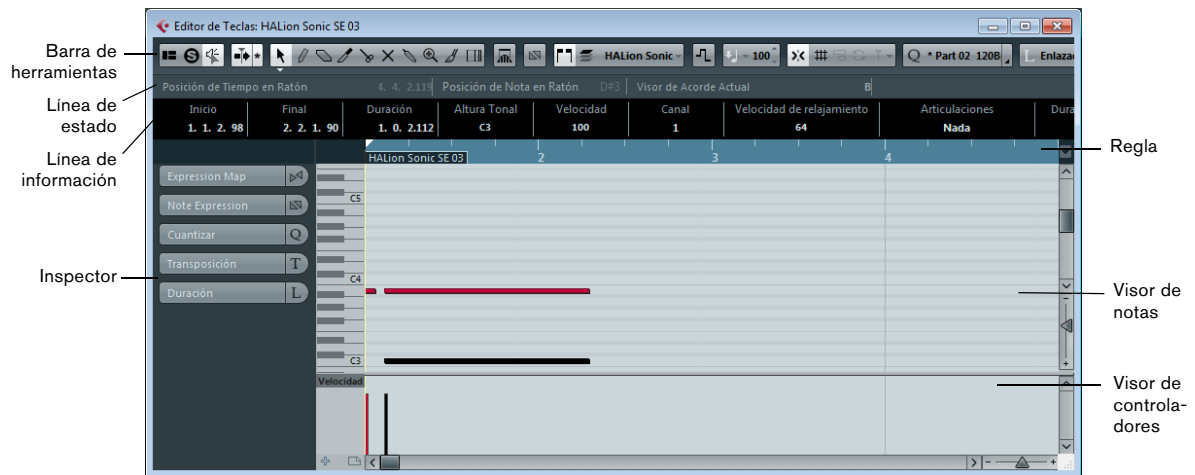 Editor de Teclas: HALion Sonic SE 03
Barra de
herramientas
HALion Sonic
100
Q * Part 02 120B
L Enlaza
Línea de
estado
Posición de Tiempo en Ratón 4. 4. 2.119 Posición de Nota en Ratón D#3 Visor de Acorde Actual B
Línea de
información
Inicio Final Duración Altura Tonal Velocidad Canal Velocidad de relajamiento Articulaciones Dura
1. 1. 2. 98 2. 2. 1. 90 1. 0. 2.112 C3 100 1 64 Nada
Regla
HALion Sonic SE 03 2 3 4
Inspector
Expression Map
Note Expression
Cuantizar Q
Transposición T
Duración L
C5
C4
C3
Visor de
notas
Velocidad
Visor de
controla-
dores